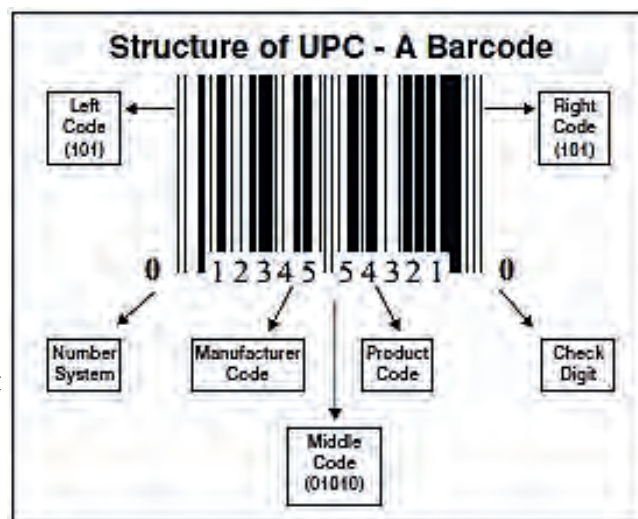 Structure of UPC - A Barcode
Left
Code
(101)
Right
Code
(101)
0 12345 54321 0
Number
System
Manufacturer
Code
Product
Code
Check
Digit
Middle
Code
(01010)